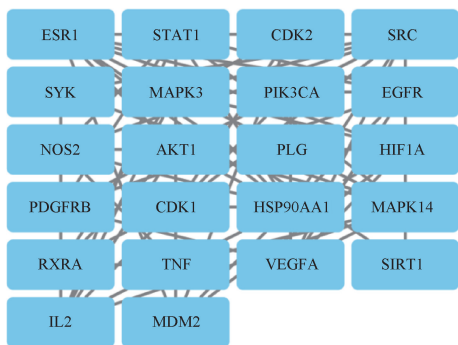 ESR1 STAT1 CDK2 SRC
SYK MAPK3 PIK3CA EGFR
NOS2 AKT1 PLG HIF1A
PDGFRB CDK1 HSP90AA1 MAPK14
RXRA TNF VEGFA SIRT1
IL2 MDM2